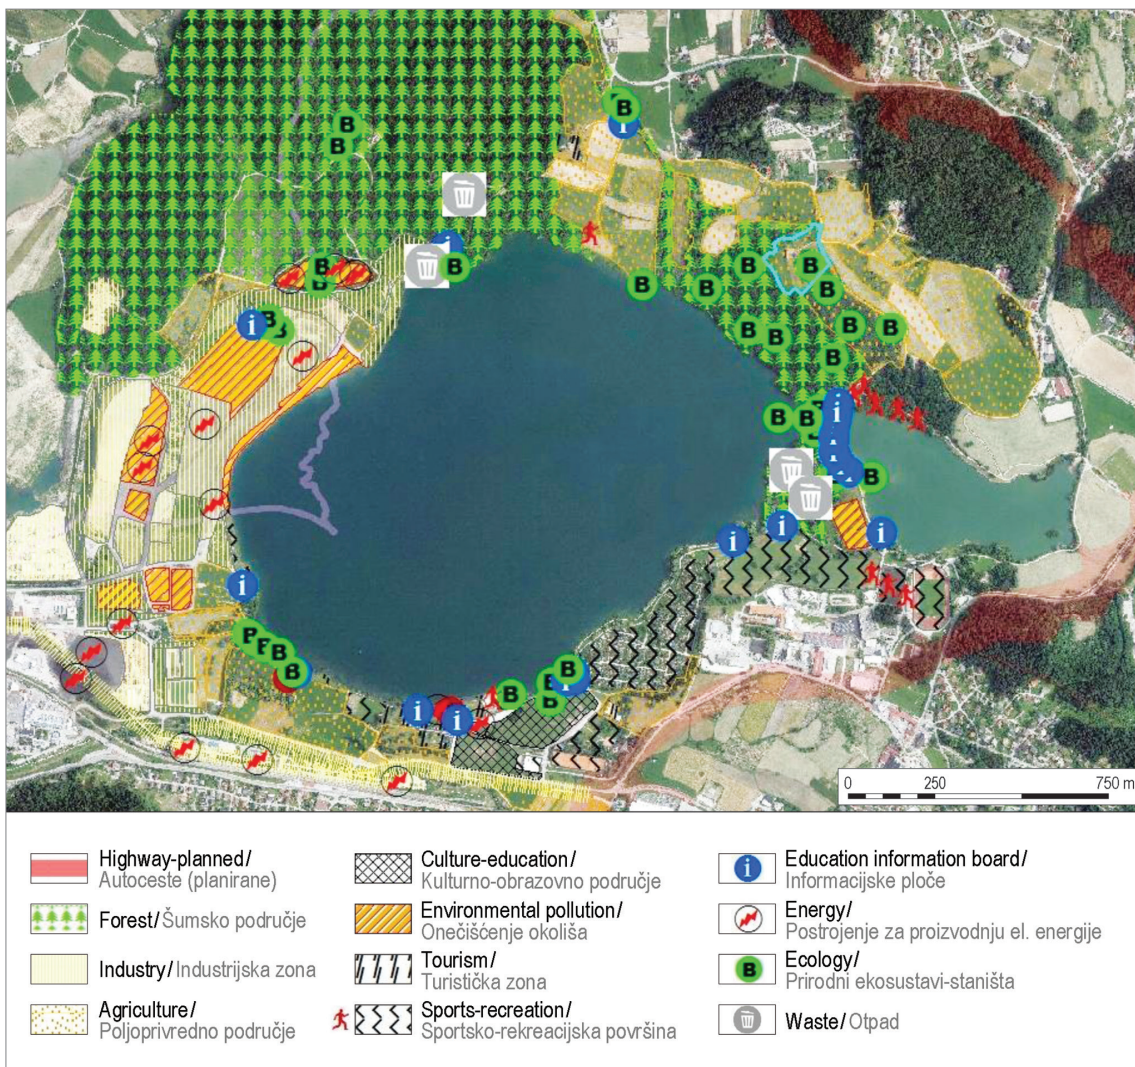 0 250 750 m
Highway-planned/
Autoceste (planirane)
Forest/Šumsko područje
Industry/Industrijska zona
Agriculture/
Poljoprivredno područje
Culture-education/
Kulturno-obrazovno područje
Environmental pollution/
Onečišćenje okoliša
Tourism/
Turistička zona
Sports-recreation/
Sportsko-rekreacijska površina
i Education information board/
Informacijske ploče
Energy/
Postrojenje za proizvodnju el. energije
B Ecology/
Prirodni ekosustavi-staništa
Waste/Otpad